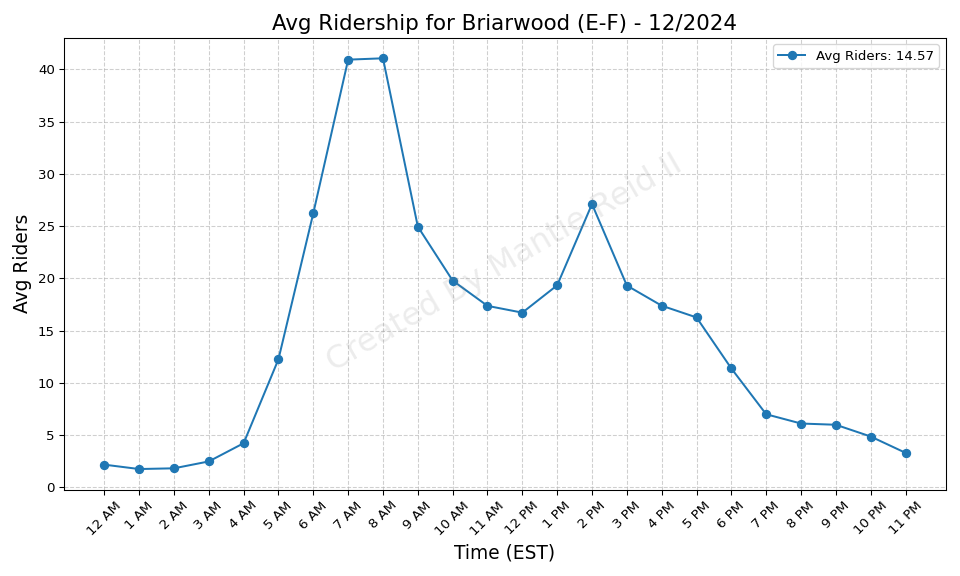 Avg Ridership for Briarwood (E-F) - 12/2024
Avg Riders: 14.57
Avg Riders
40
35
30
25
20
15
10
5
0
Created By Mantie Reid II
12 AM
1 AM
2 AM
3 AM
4 AM
5 AM
6 AM
7 AM
8 AM
9 AM
10 AM
11 AM
12 PM
1 PM
2 PM
3 PM
4 PM
5 PM
6 PM
7 PM
8 PM
9 PM
10 PM
11 PM
Time (EST)